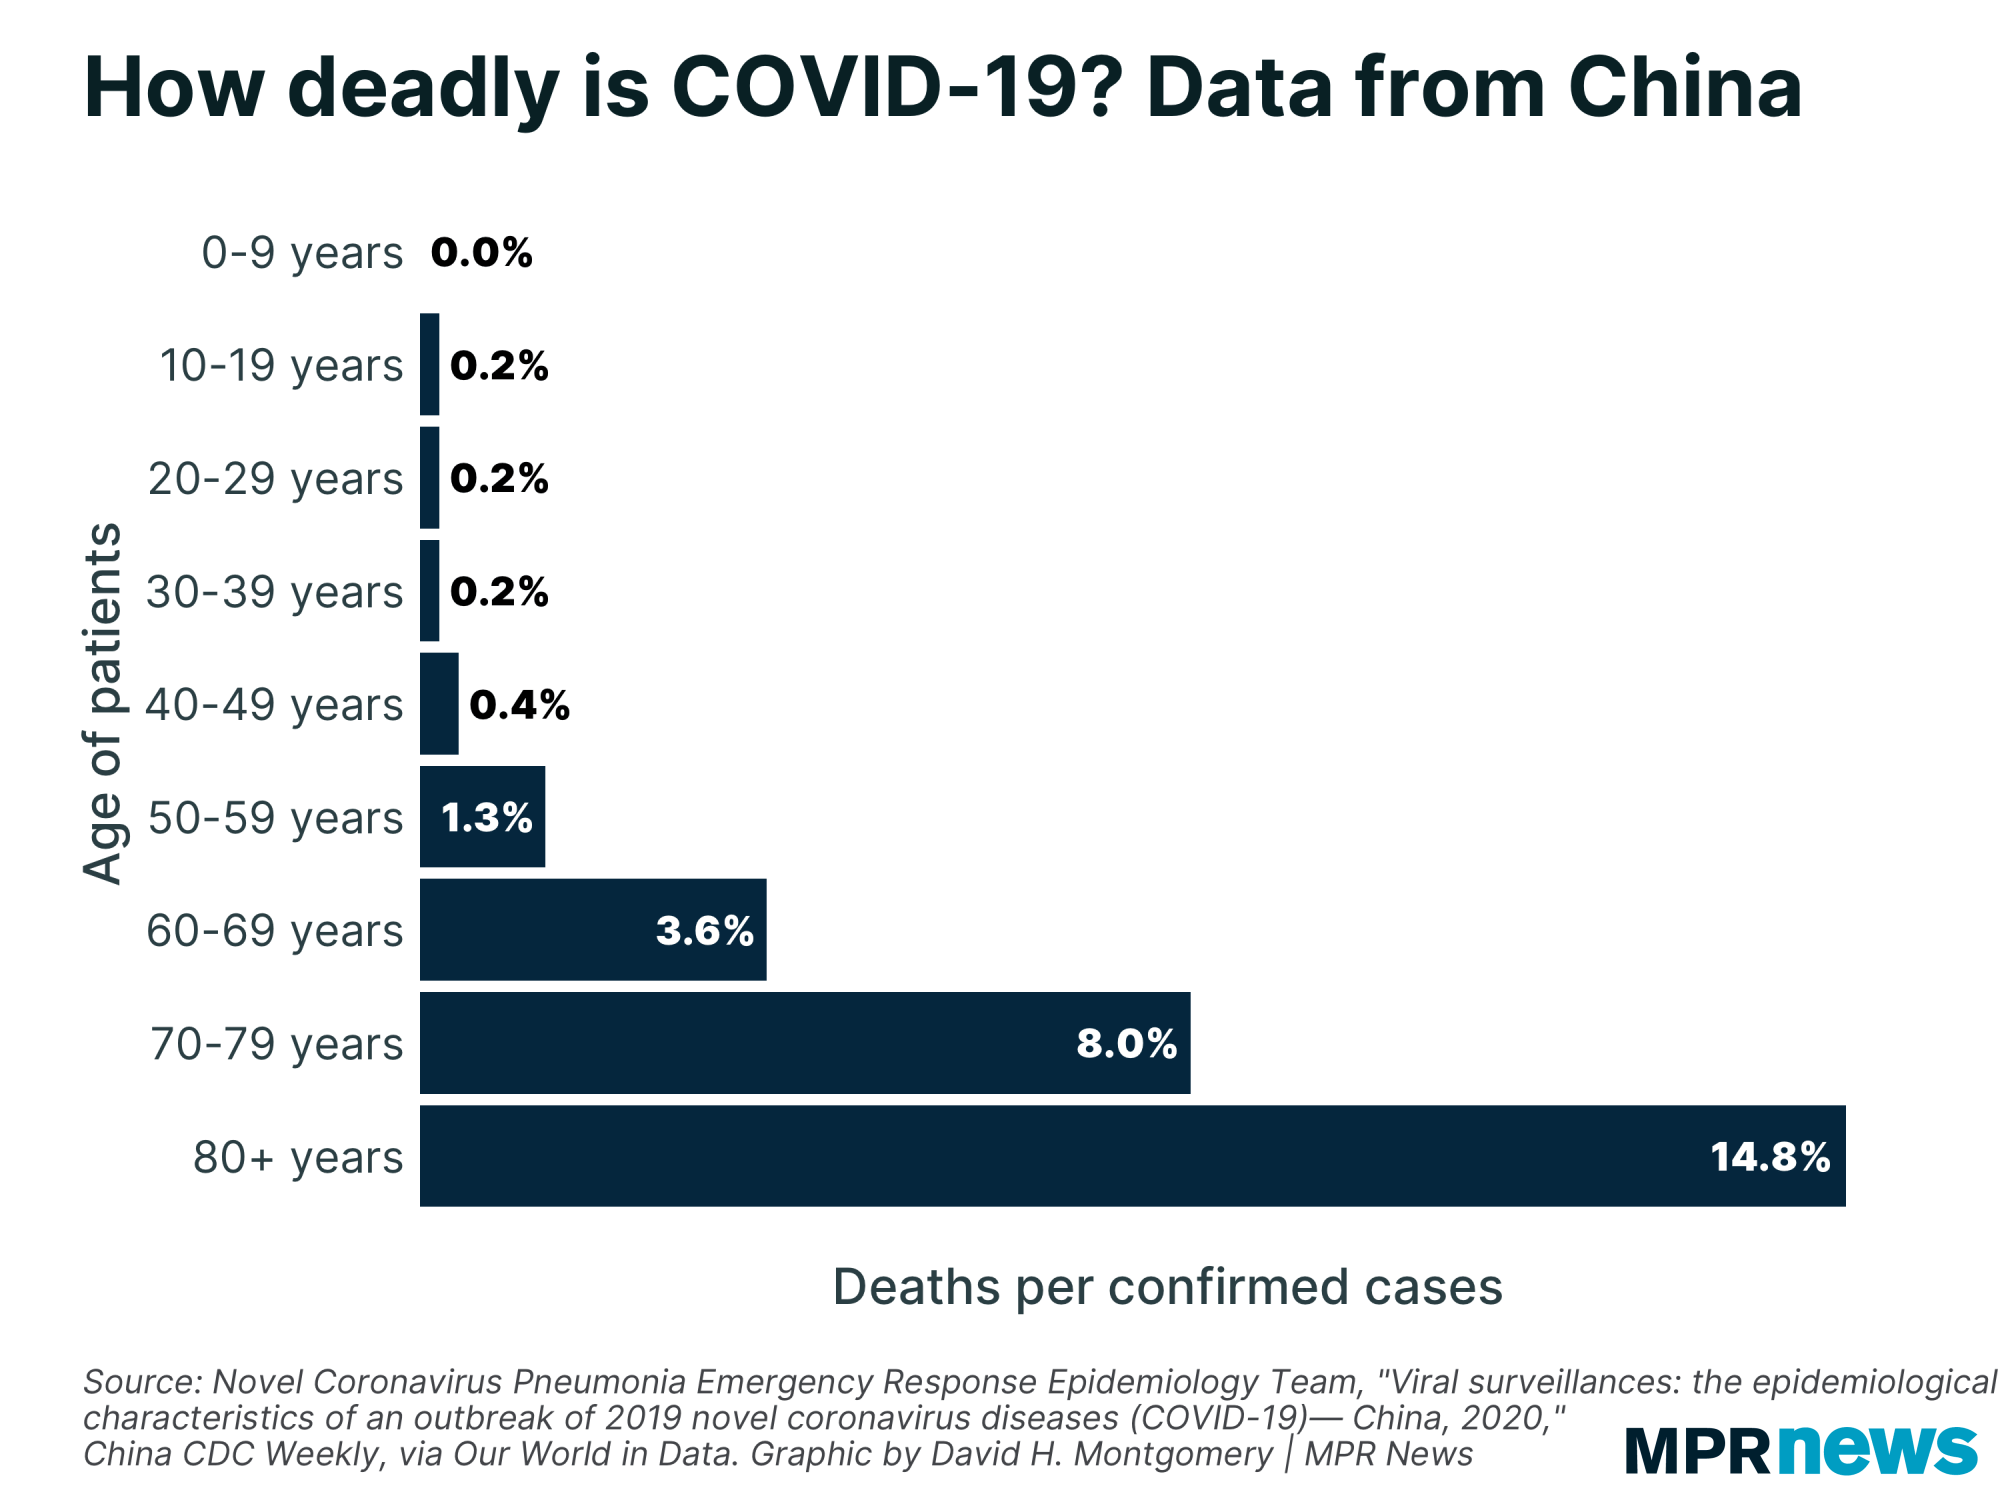 How deadly is COVID-19? Data from China
Age of patients
0-9 years 0.0%
10-19 years 0.2%
20-29 years 0.2%
30-39 years 0.2%
40-49 years 0.4%
50-59 years 1.3%
60-69 years 3.6%
70-79 years 8.0%
80+ years 14.8%
Deaths per confirmed cases
Source: Novel Coronavirus Pneumonia Emergency Response Epidemiology Team, "Viral surveillances: the epidemiological
characteristics of an outbreak of 2019 novel coronavirus diseases (COVID-19)— China, 2020,"
China CDC Weekly, via Our World in Data. Graphic by David H. Montgomery | MPR News
MPRnews